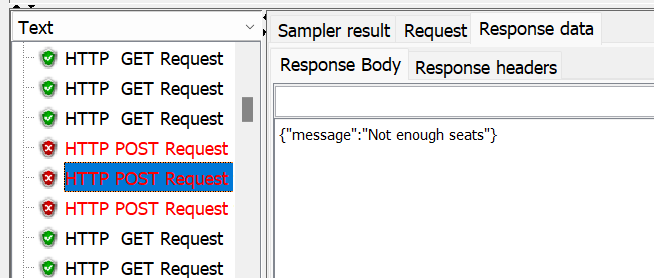 Text
HTTP GET Request
HTTP GET Request
HTTP GET Request
HTTP POST Request
HTTP POST Request
HTTP POST Request
HTTP GET Request
HTTP GET Request
Sampler result Request Response data
Response Body Response headers
{"message":"Not enough seats"}